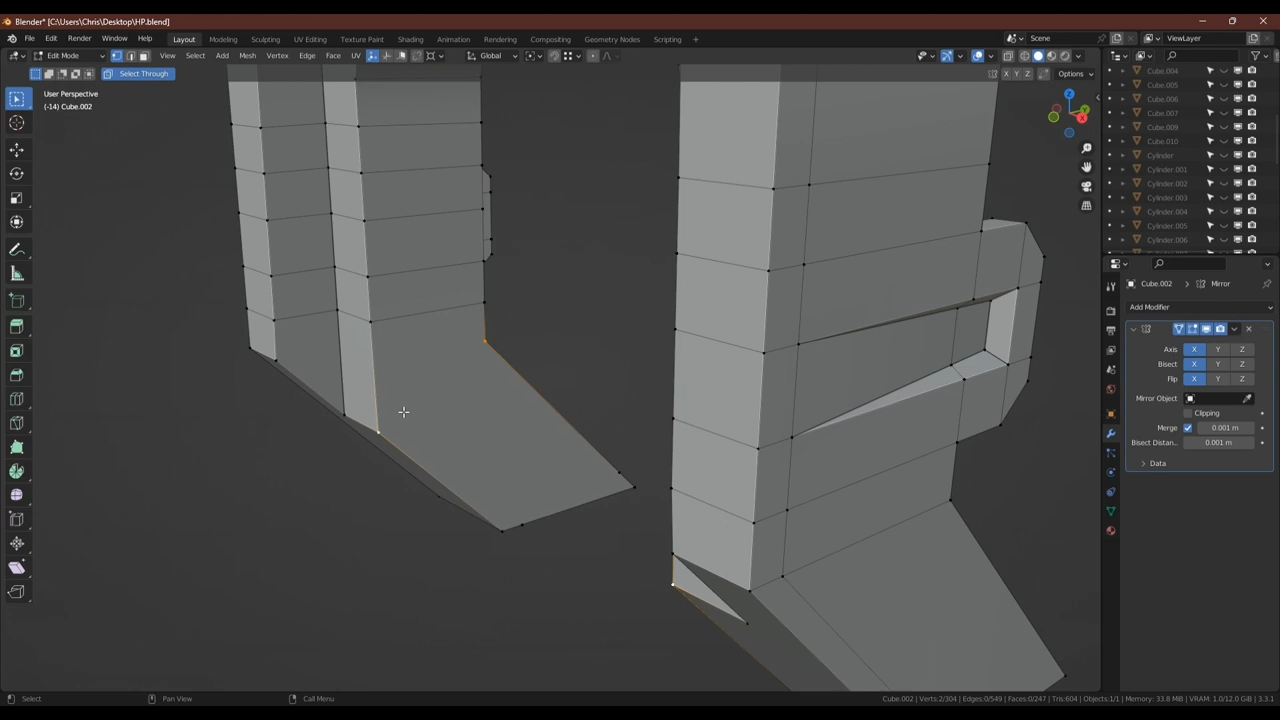 Blender* [C:\Users\Chris\Desktop\HP.blend]
File Edit Render Window Help Layout Modeling Sculpting UV Editing Texture Paint Shading Animation Rendering Compositing Geometry Nodes Scripting + Scene ViewLayer
Edit Mode View Select Add Mesh Vertex Edge Face UV Global
Select Through X Y Z Options
User Perspective
(-14) Cube.002
Z
Y
X
Cube.004
Cube.005
Cube.006
Cube.007
Cube.009
Cube.010
Cylinder
Cylinder.001
Cylinder.002
Cylinder.003
Cylinder.004
Cylinder.005
Cylinder.006
Cube.002 > Mirror
Add Modifier
Axis X Y Z
Bisect X Y Z
Flip X Y Z
Mirror Object
Clipping
Merge 0.001 m
Bisect Distan.. 0.001 m
Data
Select Pan View Call Menu Cube.002 | Verts:2/304 | Edges:0/549 | Faces:0/247 | Tris:604 | Objects:1/1 | Memory: 33.8 MiB | VRAM: 1.0/12.0 GiB | 3.3.1